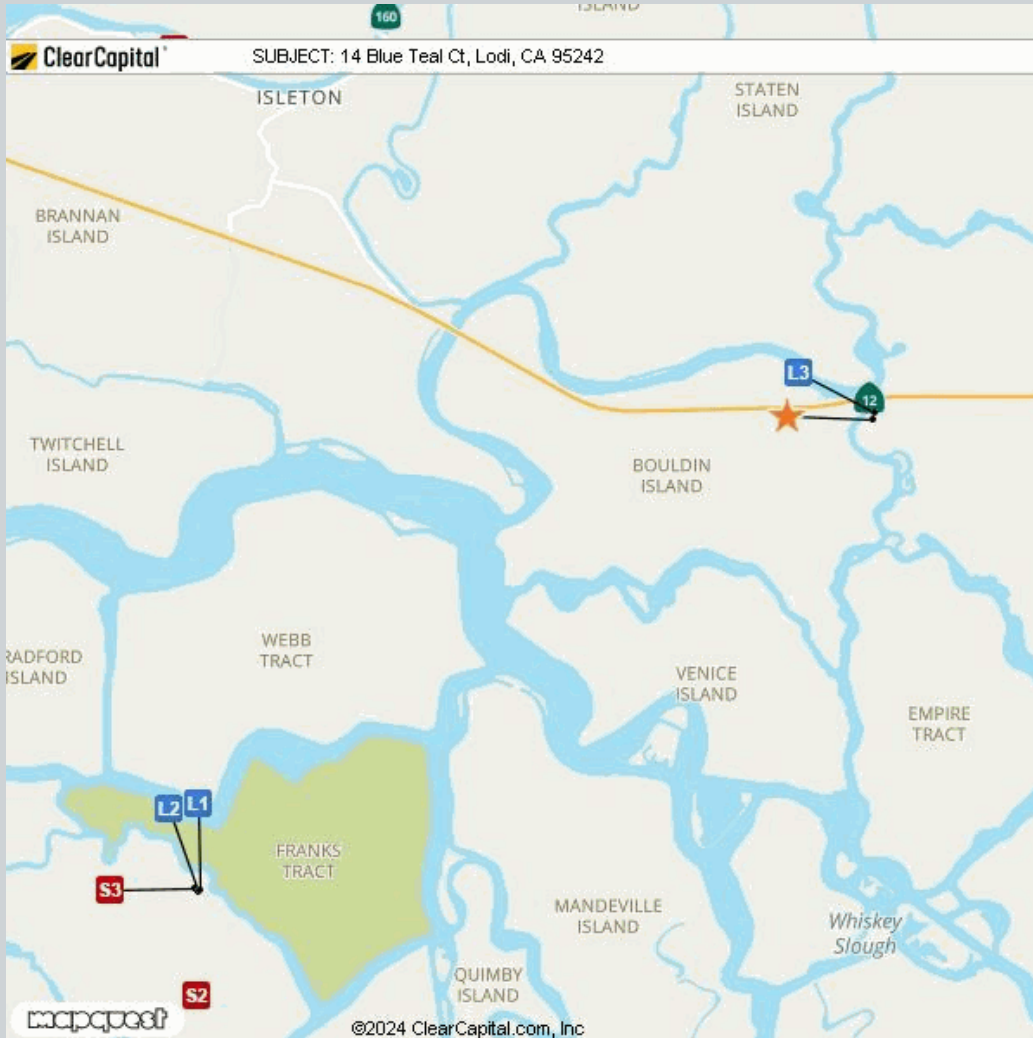 ISLAND
160
ClearCapital
SUBJECT: 14 Blue Teal Ct, Lodi, CA 95242
ISLETON
STATEN
ISLAND
BRANNAN
ISLAND
L3
12
TWITCHELL
ISLAND
BOULDIN
ISLAND
WEBB
TRACT
RADFORD
ISLAND
VENICE
ISLAND
EMPIRE
TRACT
L2
L1
FRANKS
TRACT
S3
MANDEVILLE
ISLAND
Whiskey
Slough
QUIMBY
ISLAND
S2
mapquest
©2024 ClearCapital.com, Inc